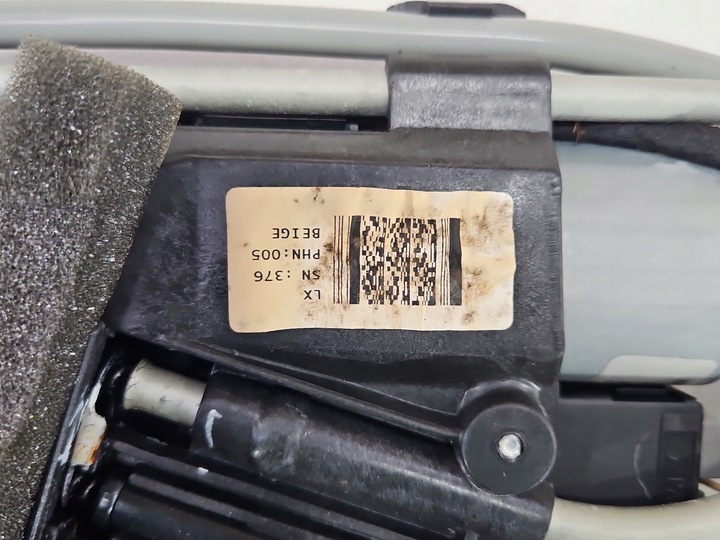 LX
SN :376
PHN:005
BEIGE